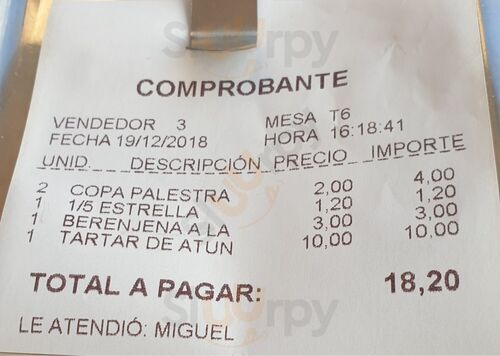 Sluurpy
COMPROBANTE
VENDEDOR 3 MESA T6
FECHA 19/12/2018 HORA 16:18:41
UNID. DESCRIPCIÓN PRECIO IMPORTE
2 COPA PALESTRA 2,00 4,00
1 1/5 ESTRELLA 1,20 1,20
1 BERENJENA A LA 3,00 3,00
1 TARTAR DE ATUN 10,00 10,00
TOTAL A PAGAR: 18,20
Sluurpy
LE ATENDIÓ: MIGUEL